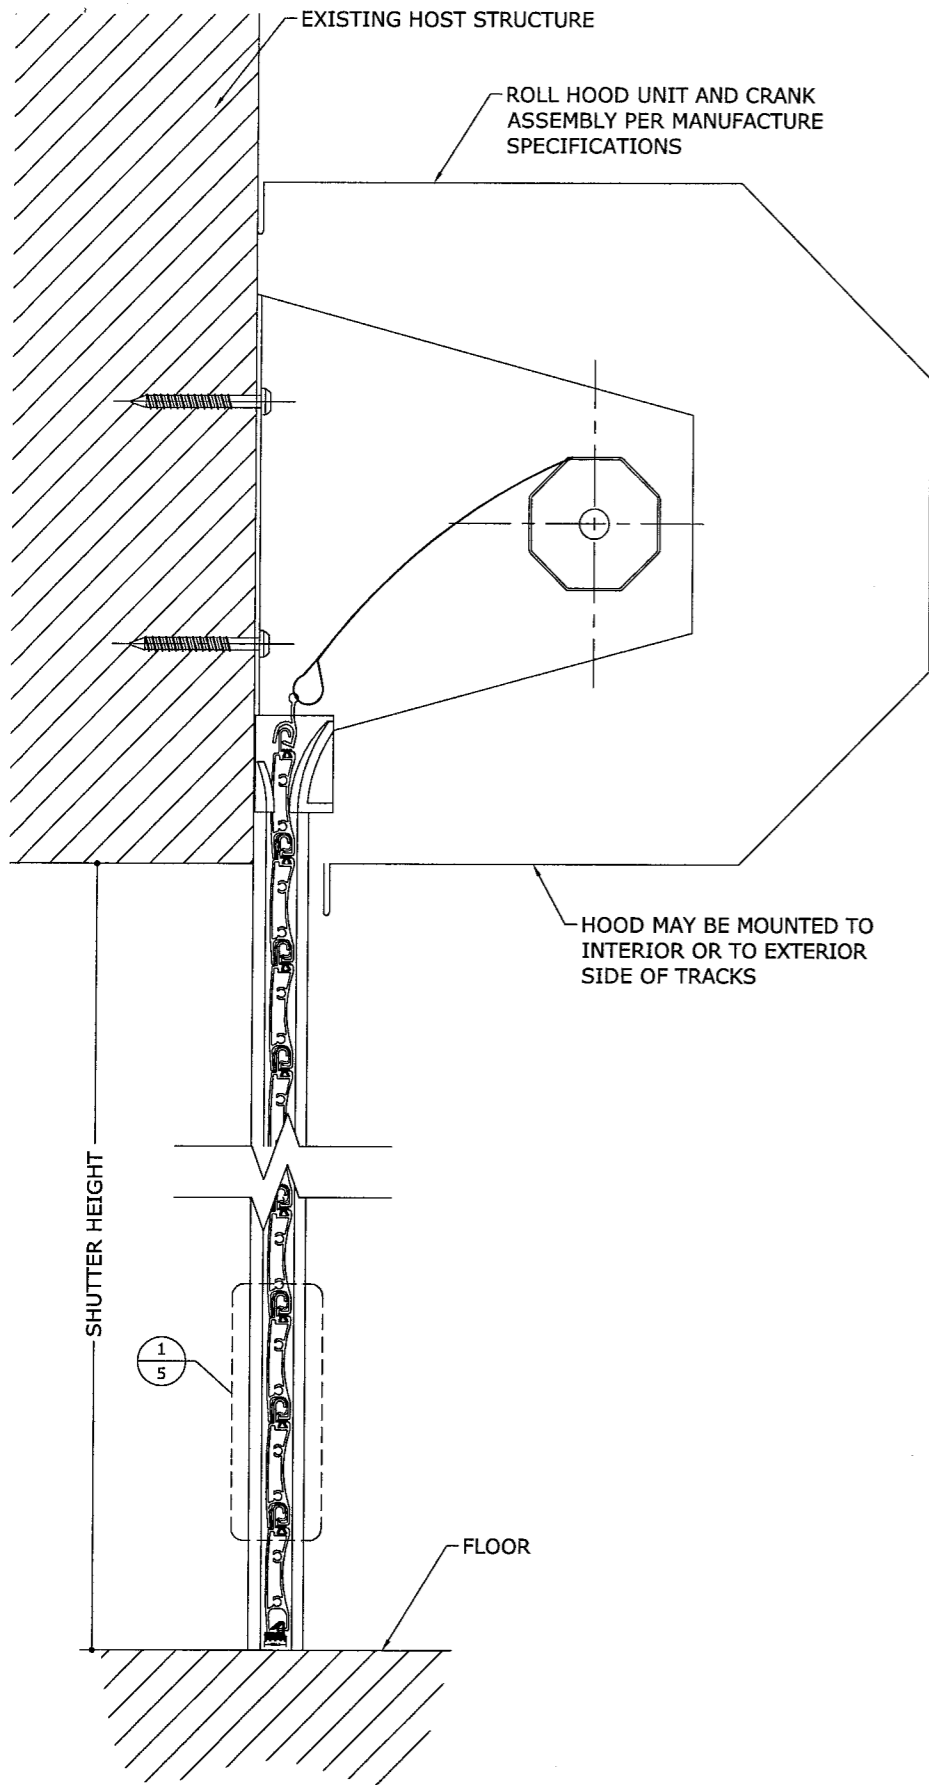 EXISTING HOST STRUCTURE
ROLL HOOD UNIT AND CRANK
ASSEMBLY PER MANUFACTURE
SPECIFICATIONS
HOOD MAY BE MOUNTED TO
INTERIOR OR TO EXTERIOR
SIDE OF TRACKS
SHUTTER HEIGHT
1
5
FLOOR